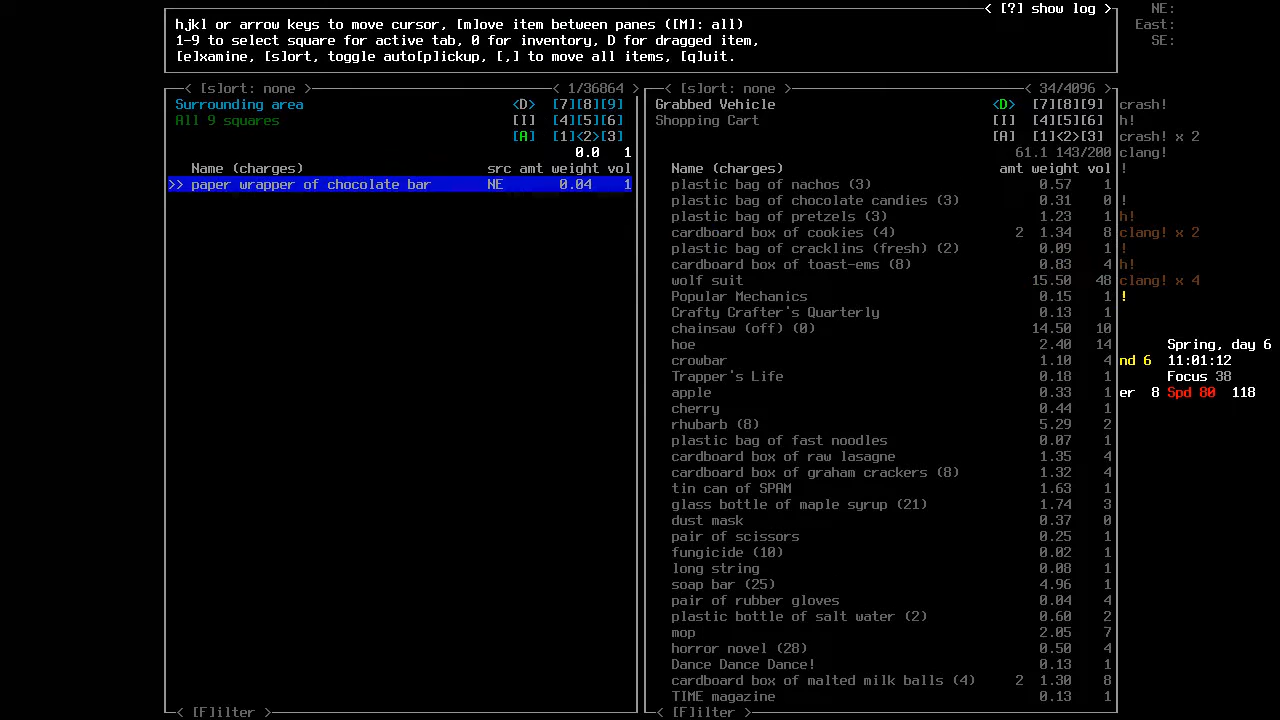 < [?] show log >
hjkl or arrow keys to move cursor, [m]ove item between panes ([M]: all)
1-9 to select square for active tab, 0 for inventory, D for dragged item,
[e]xamine, [s]ort, toggle auto[p]ickup, [,] to move all items, [q]uit.
NE:
East:
SE:
< [s]ort: none >
< 1/36864 >
Surrounding area <D> [7][8][9]
All 9 squares [I] [4][5][6]
[A] [1]<2>[3]
0.0 1
Name (charges) src amt weight vol
>> paper wrapper of chocolate bar NE 0.04 1
< [F]ilter >
< [s]ort: none >
< 34/4096 >
Grabbed Vehicle <D> [7][8][9]
Shopping Cart [I] [4][5][6]
[A] [1]<2>[3]
61.1 143/200
Name (charges) amt weight vol
plastic bag of nachos (3) 0.57 1
plastic bag of chocolate candies (3) 0.31 0
plastic bag of pretzels (3) 1.23 1
cardboard box of cookies (4) 2 1.34 8
plastic bag of cracklins (fresh) (2) 0.09 1
cardboard box of toast-ems (8) 0.83 4
wolf suit 15.50 48
Popular Mechanics 0.15 1
Crafty Crafter's Quarterly 0.13 1
chainsaw (off) (0) 14.50 10
hoe 2.40 14
crowbar 1.10 4
Trapper's Life 0.18 1
apple 0.33 1
cherry 0.44 1
rhubarb (8) 5.29 2
plastic bag of fast noodles 0.07 1
cardboard box of raw lasagne 1.35 4
cardboard box of graham crackers (8) 1.32 4
tin can of SPAM 1.63 1
glass bottle of maple syrup (21) 1.74 3
dust mask 0.37 0
pair of scissors 0.25 1
fungicide (10) 0.02 1
long string 0.08 1
soap bar (25) 4.96 1
pair of rubber gloves 0.04 4
plastic bottle of salt water (2) 0.60 2
mop 2.05 7
horror novel (28) 0.50 4
Dance Dance Dance! 0.13 1
cardboard box of malted milk balls (4) 2 1.30 8
TIME magazine 0.13 1
< [F]ilter >
crash!
h!
crash! x 2
clang!
!
!
h!
clang! x 2
!
h!
clang! x 4
!
Spring, day 6
nd 6 11:01:12
Focus 38
er 8 Spd 80 118